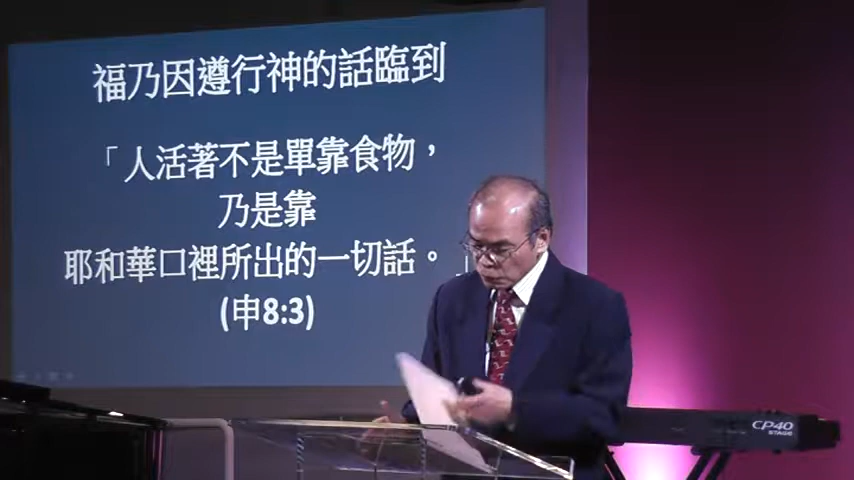 福乃因遵行神的話臨到
「人活著不是單靠食物，
乃是靠
耶和華口裡所出的一切話。」
(申8:3)
CP40
STAGE